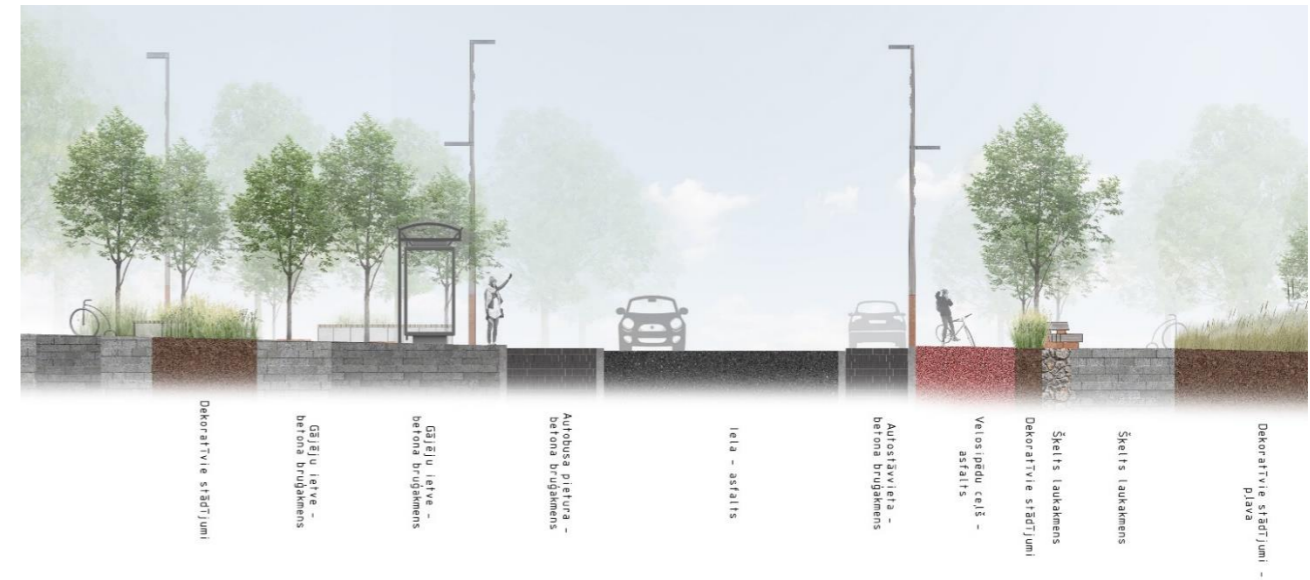 Dekoratīvie stādījumi
Gājēju ietve –
betona bruģakmens
Gājēju ietve –
betona bruģakmens
Autobusa pietura –
betona bruģakmens
Iela – asfalts
Autostāvvieta –
betona bruģakmens
Velosipēdu ceļš –
asfalts
Dekoratīvie stādījumi
Šķelts laukakmens
Šķelts laukakmens
Dekoratīvie stādījumi –
pļava